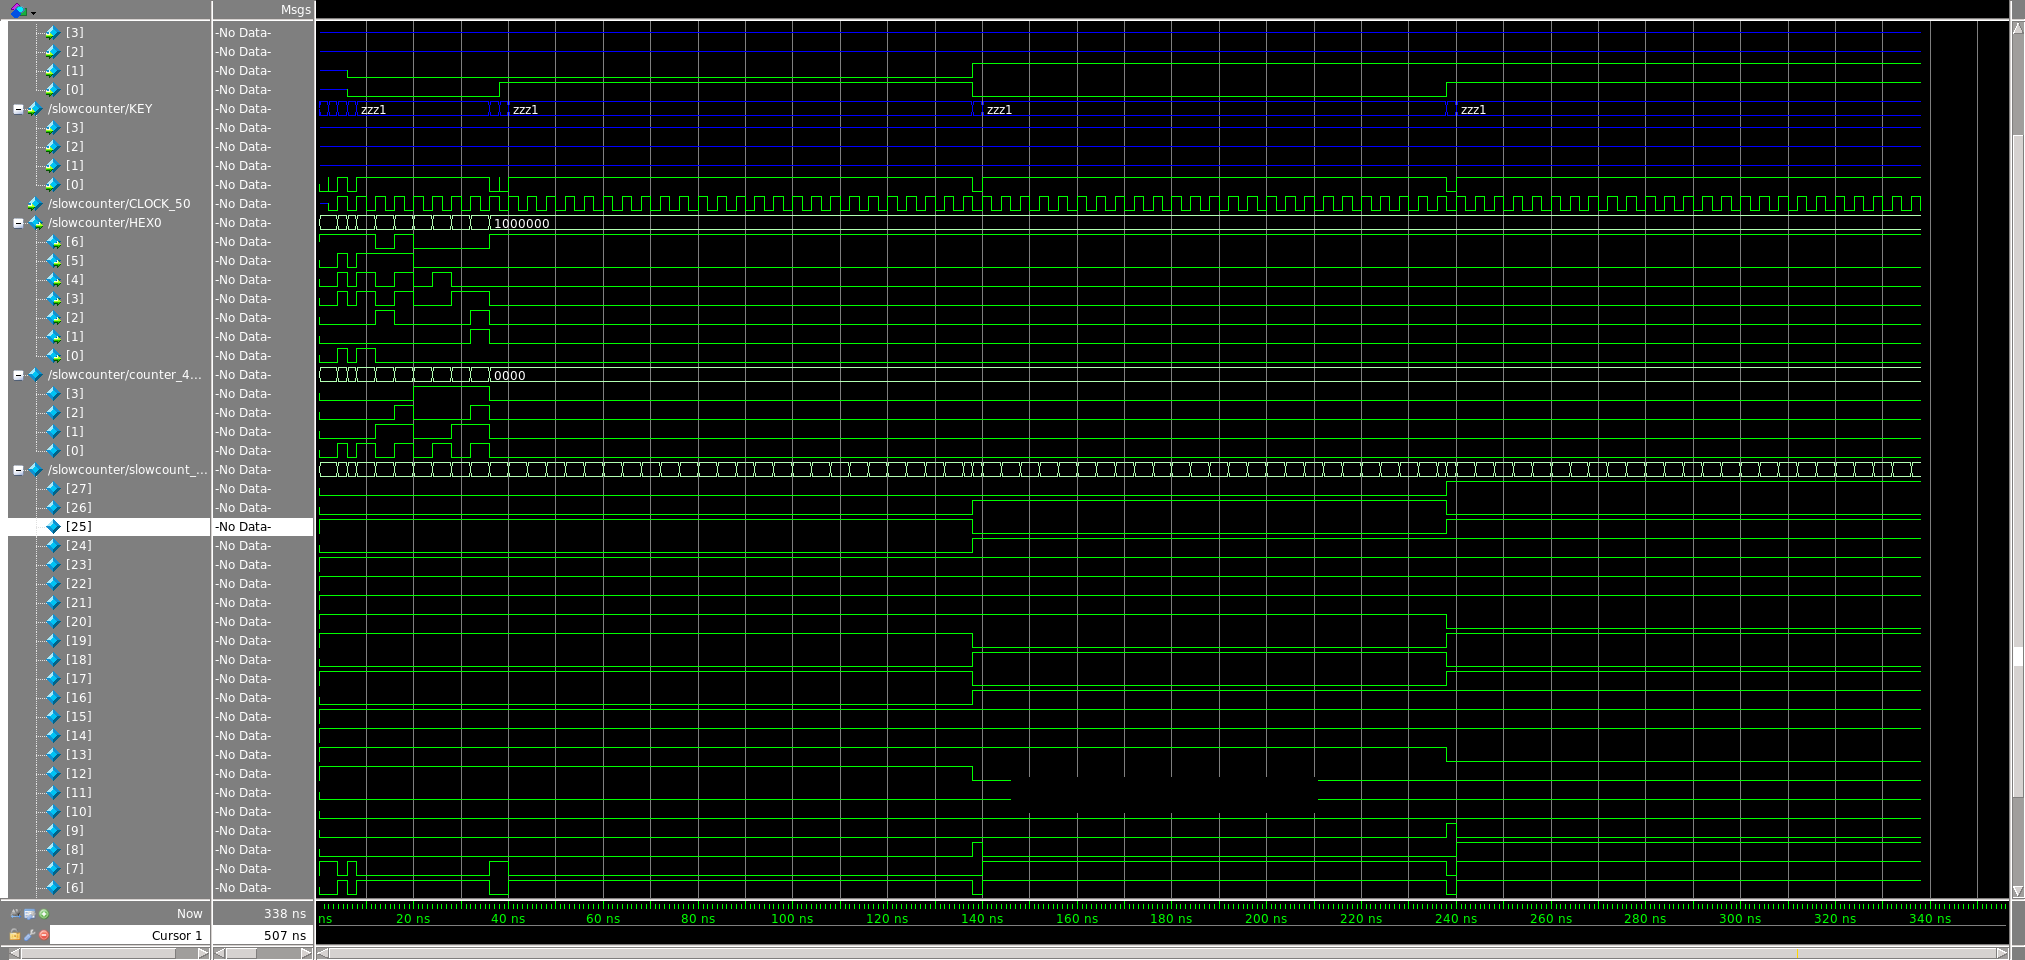 Msgs
[3] -No Data-
[2] -No Data-
[1] -No Data-
[0] -No Data-
/slowcounter/KEY -No Data- zzz1 zzz1 zzz1 zzz1
[3] -No Data-
[2] -No Data-
[1] -No Data-
[0] -No Data-
/slowcounter/CLOCK_50 -No Data-
/slowcounter/HEX0 -No Data- 1000000
[6] -No Data-
[5] -No Data-
[4] -No Data-
[3] -No Data-
[2] -No Data-
[1] -No Data-
[0] -No Data-
/slowcounter/counter_4... -No Data- 0000
[3] -No Data-
[2] -No Data-
[1] -No Data-
[0] -No Data-
/slowcounter/slowcount_... -No Data-
[27] -No Data-
[26] -No Data-
[25] -No Data-
[24] -No Data-
[23] -No Data-
[22] -No Data-
[21] -No Data-
[20] -No Data-
[19] -No Data-
[18] -No Data-
[17] -No Data-
[16] -No Data-
[15] -No Data-
[14] -No Data-
[13] -No Data-
[12] -No Data-
[11] -No Data-
[10] -No Data-
[9] -No Data-
[8] -No Data-
[7] -No Data-
[6] -No Data-
Now 338 ns ns 20 ns 40 ns 60 ns 80 ns 100 ns 120 ns 140 ns 160 ns 180 ns 200 ns 220 ns 240 ns 260 ns 280 ns 300 ns 320 ns 340 ns
Cursor 1 507 ns